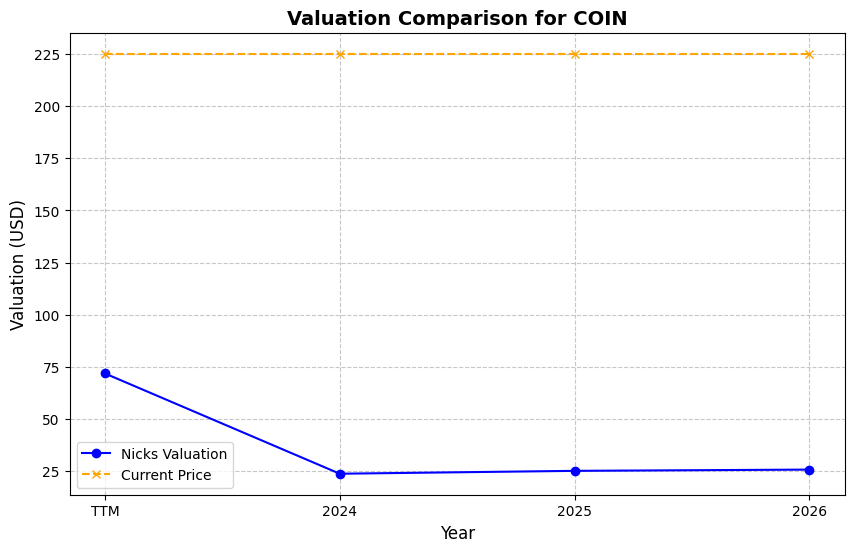 Valuation Comparison for COIN
Valuation (USD)
225
200
175
150
125
100
75
50
25
Nicks Valuation
Current Price
TTM 2024 2025 2026
Year